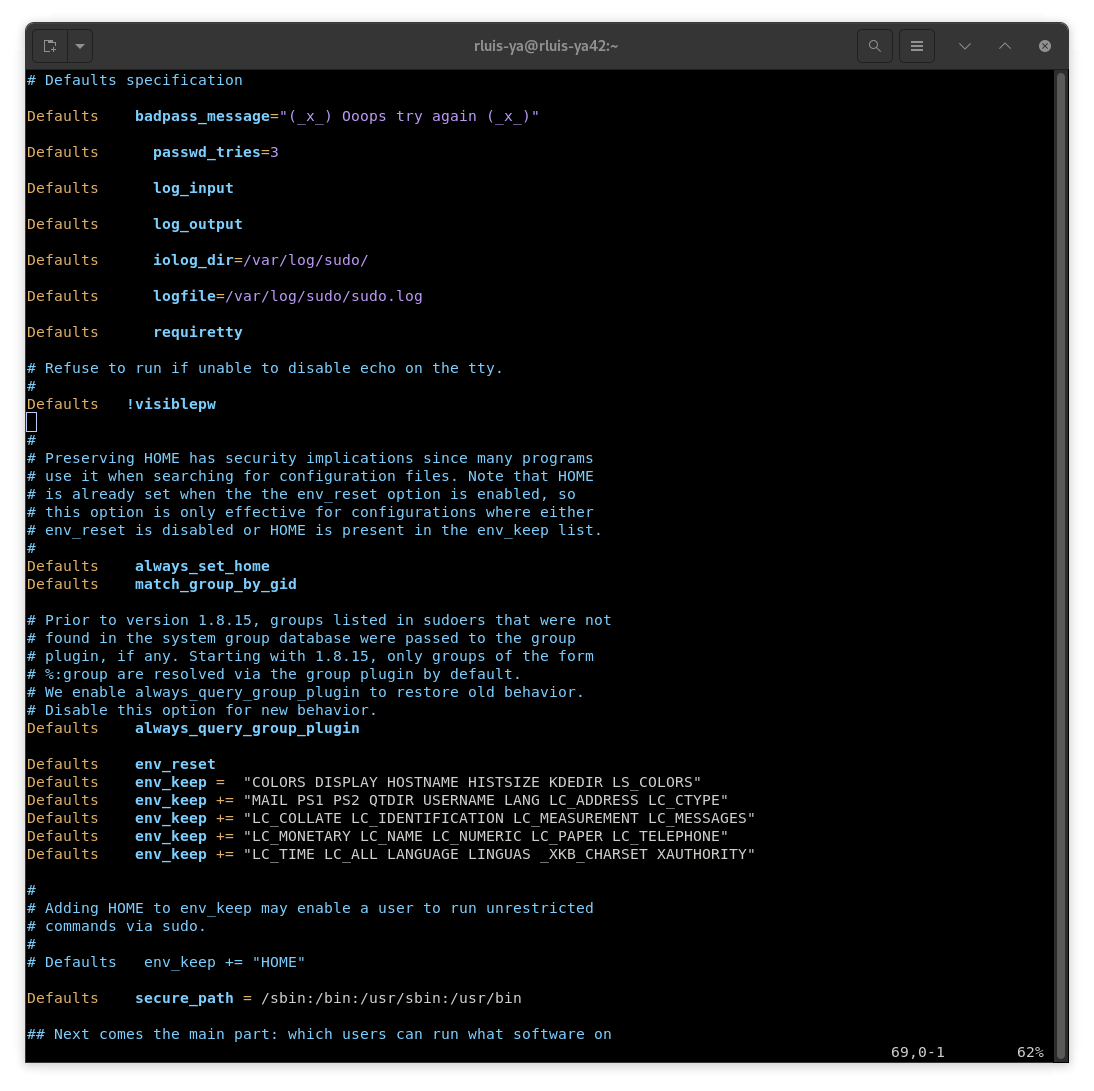 rluis-ya@rluis-ya42:~
# Defaults specification
Defaults    badpass_message="(_x_) Ooops try again (_x_)"
Defaults      passwd_tries=3
Defaults      log_input
Defaults      log_output
Defaults      iolog_dir=/var/log/sudo/
Defaults      logfile=/var/log/sudo/sudo.log
Defaults      requiretty
# Refuse to run if unable to disable echo on the tty.
#
Defaults   !visiblepw
#
# Preserving HOME has security implications since many programs
# use it when searching for configuration files. Note that HOME
# is already set when the the env_reset option is enabled, so
# this option is only effective for configurations where either
# env_reset is disabled or HOME is present in the env_keep list.
#
Defaults    always_set_home
Defaults    match_group_by_gid
# Prior to version 1.8.15, groups listed in sudoers that were not
# found in the system group database were passed to the group
# plugin, if any. Starting with 1.8.15, only groups of the form
# %:group are resolved via the group plugin by default.
# We enable always_query_group_plugin to restore old behavior.
# Disable this option for new behavior.
Defaults    always_query_group_plugin
Defaults    env_reset
Defaults    env_keep =  "COLORS DISPLAY HOSTNAME HISTSIZE KDEDIR LS_COLORS"
Defaults    env_keep += "MAIL PS1 PS2 QTDIR USERNAME LANG LC_ADDRESS LC_CTYPE"
Defaults    env_keep += "LC_COLLATE LC_IDENTIFICATION LC_MEASUREMENT LC_MESSAGES"
Defaults    env_keep += "LC_MONETARY LC_NAME LC_NUMERIC LC_PAPER LC_TELEPHONE"
Defaults    env_keep += "LC_TIME LC_ALL LANGUAGE LINGUAS _XKB_CHARSET XAUTHORITY"
#
# Adding HOME to env_keep may enable a user to run unrestricted
# commands via sudo.
#
# Defaults   env_keep += "HOME"
Defaults    secure_path = /sbin:/bin:/usr/sbin:/usr/bin
## Next comes the main part: which users can run what software on
69,0-1        62%